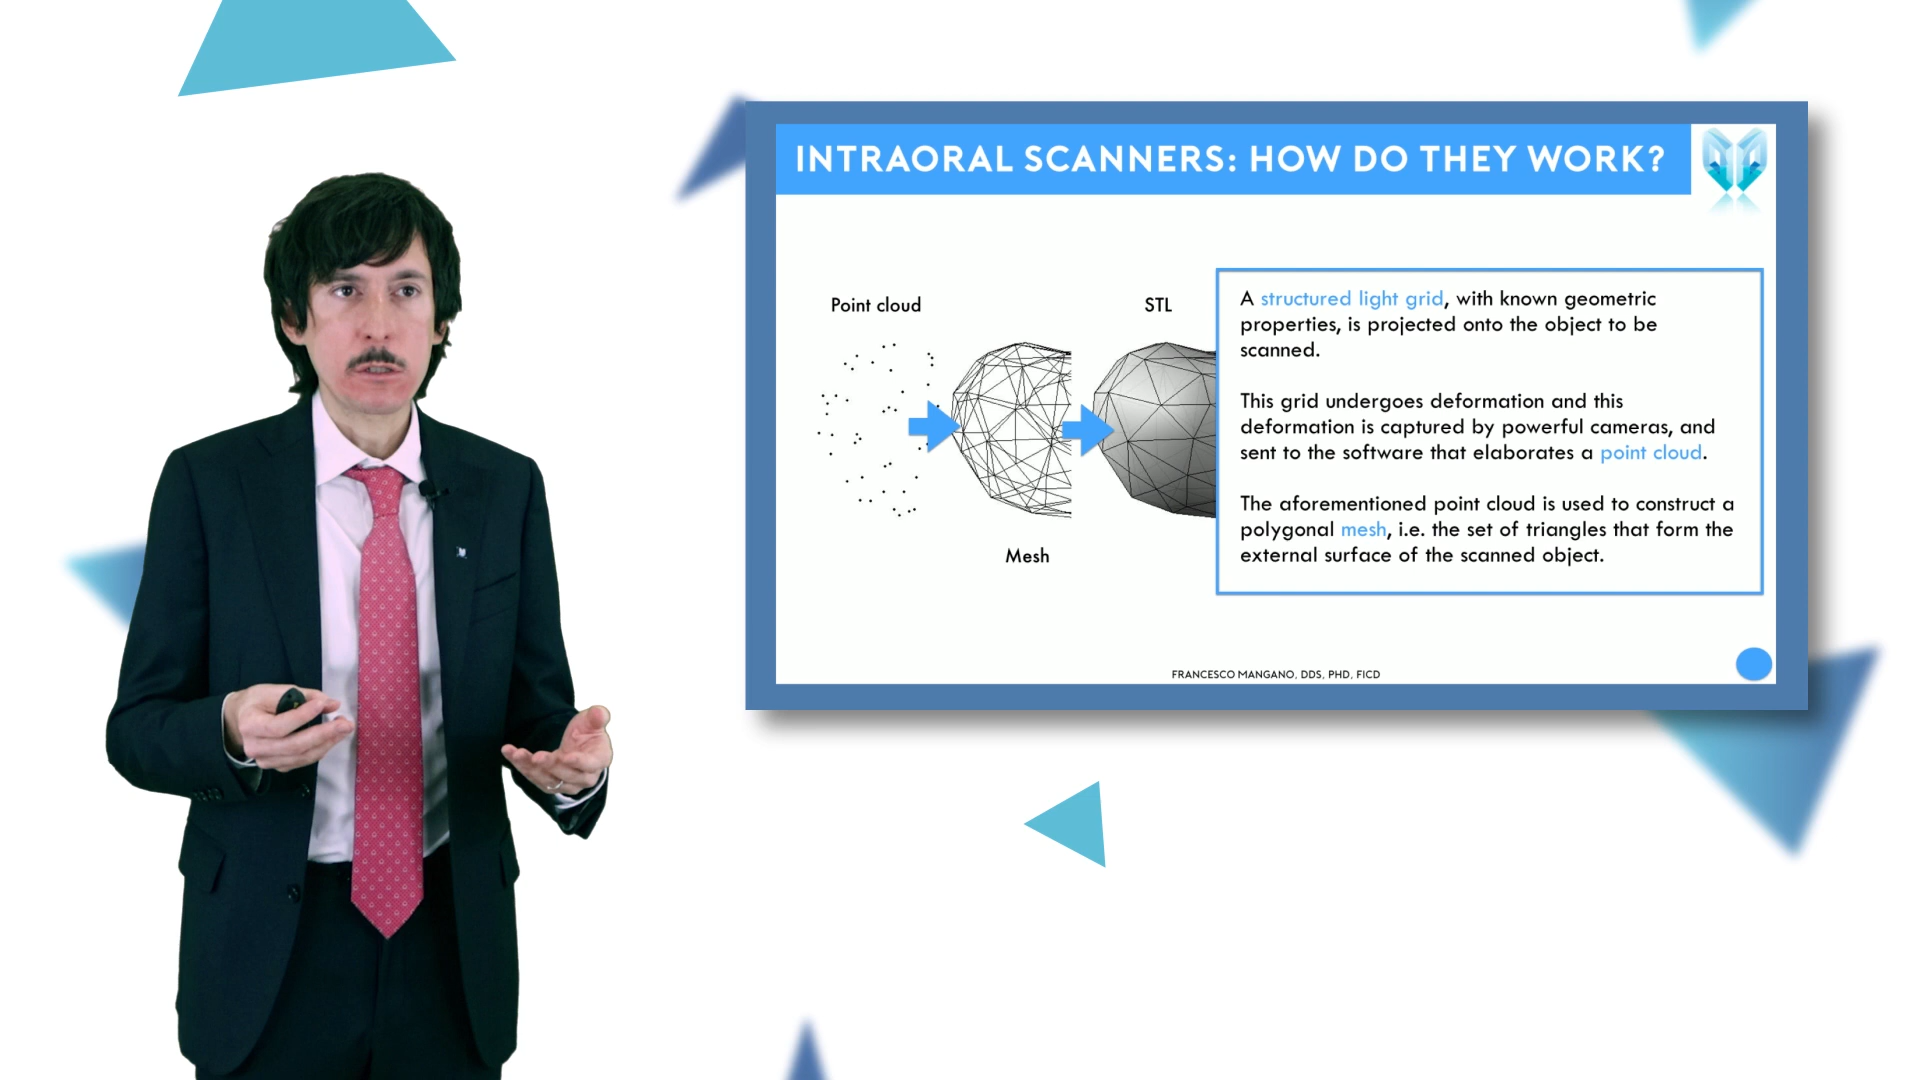 INTRAORAL SCANNERS: HOW DO THEY WORK?
Point cloud
STL
Mesh
A structured light grid, with known geometric
properties, is projected onto the object to be
scanned.
This grid undergoes deformation and this
deformation is captured by powerful cameras, and
sent to the software that elaborates a point cloud.
The aforementioned point cloud is used to construct a
polygonal mesh, i.e. the set of triangles that form the
external surface of the scanned object.
FRANCESCO MANGANO, DDS, PHD, FICD